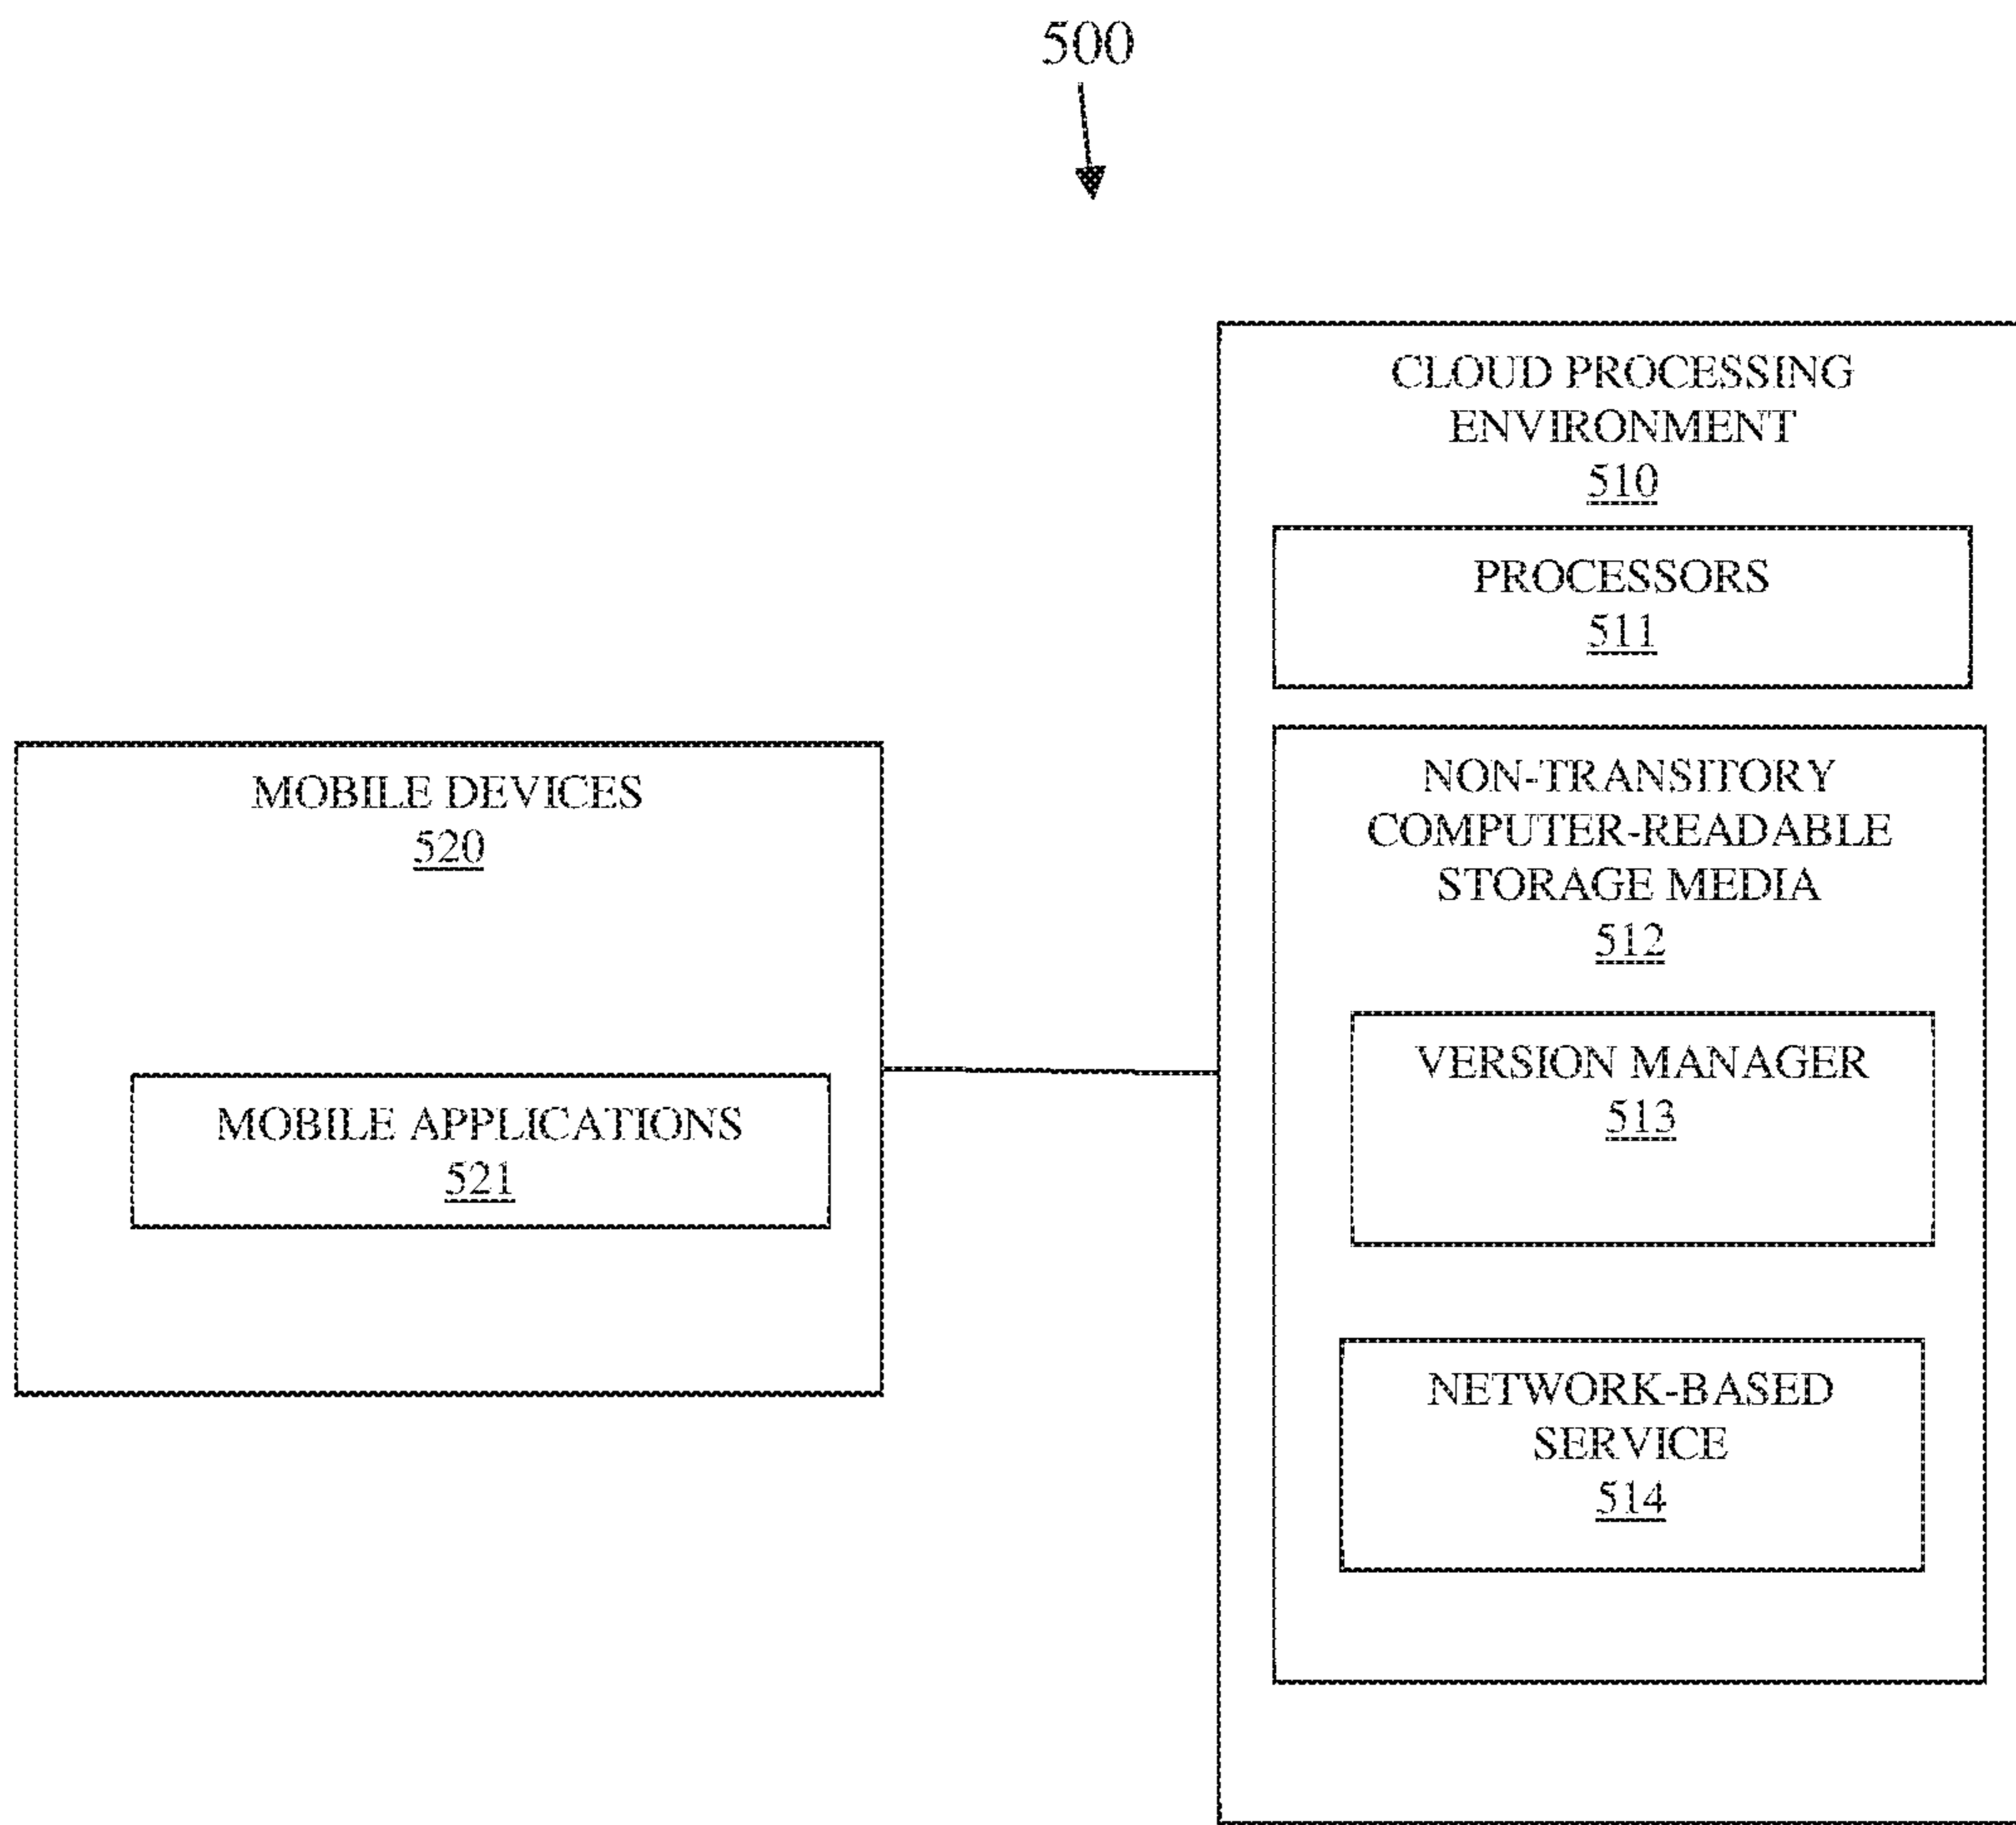 500
CLOUD PROCESSING
ENVIRONMENT
510
PROCESSORS
511
NON-TRANSITORY
COMPUTER-READABLE
STORAGE MEDIA
512
VERSION MANAGER
513
NETWORK-BASED
SERVICE
514
MOBILE DEVICES
520
MOBILE APPLICATIONS
521